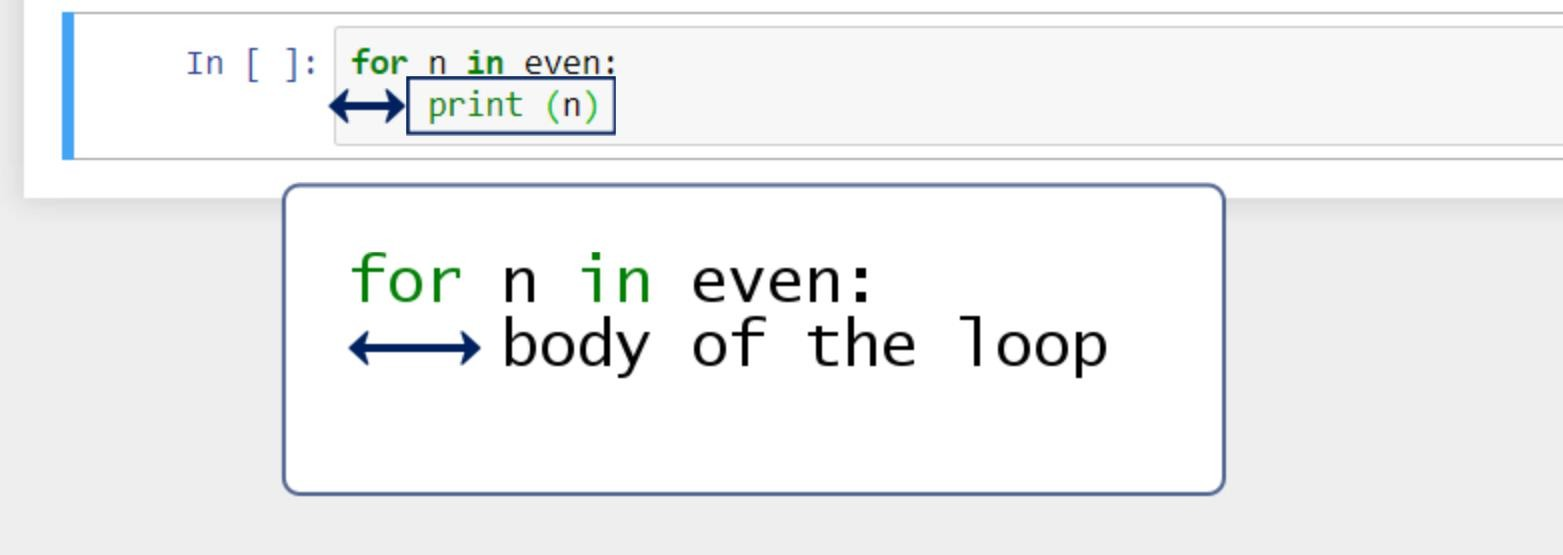 In [ ]: for n in even:
print (n)
for n in even:
body of the loop